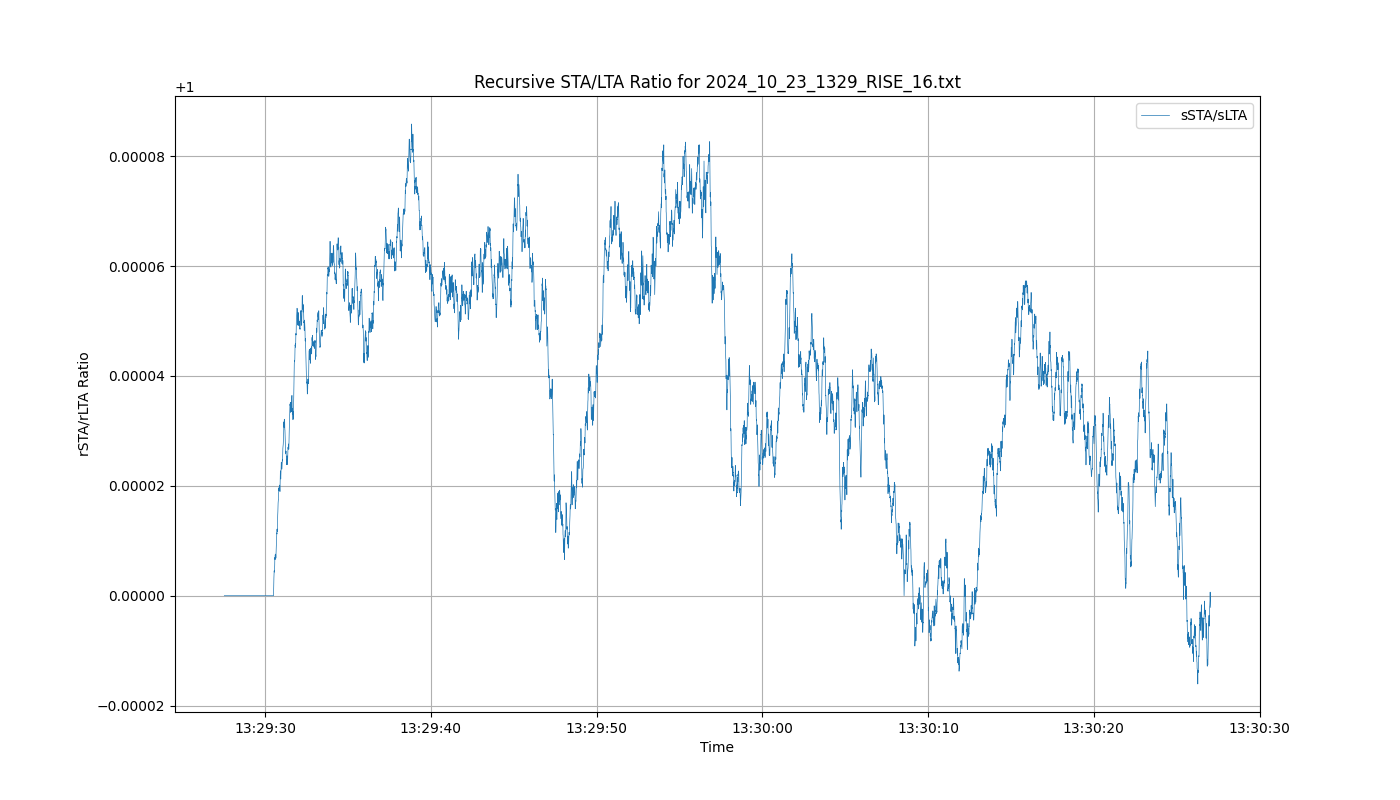 Recursive STA/LTA Ratio for 2024_10_23_1329_RISE_16.txt
+1
sSTA/sLTA
0.00008
0.00006
0.00004
0.00002
0.00000
−0.00002
rSTA/rLTA Ratio
13:29:30 13:29:40 13:29:50 13:30:00 13:30:10 13:30:20 13:30:30
Time